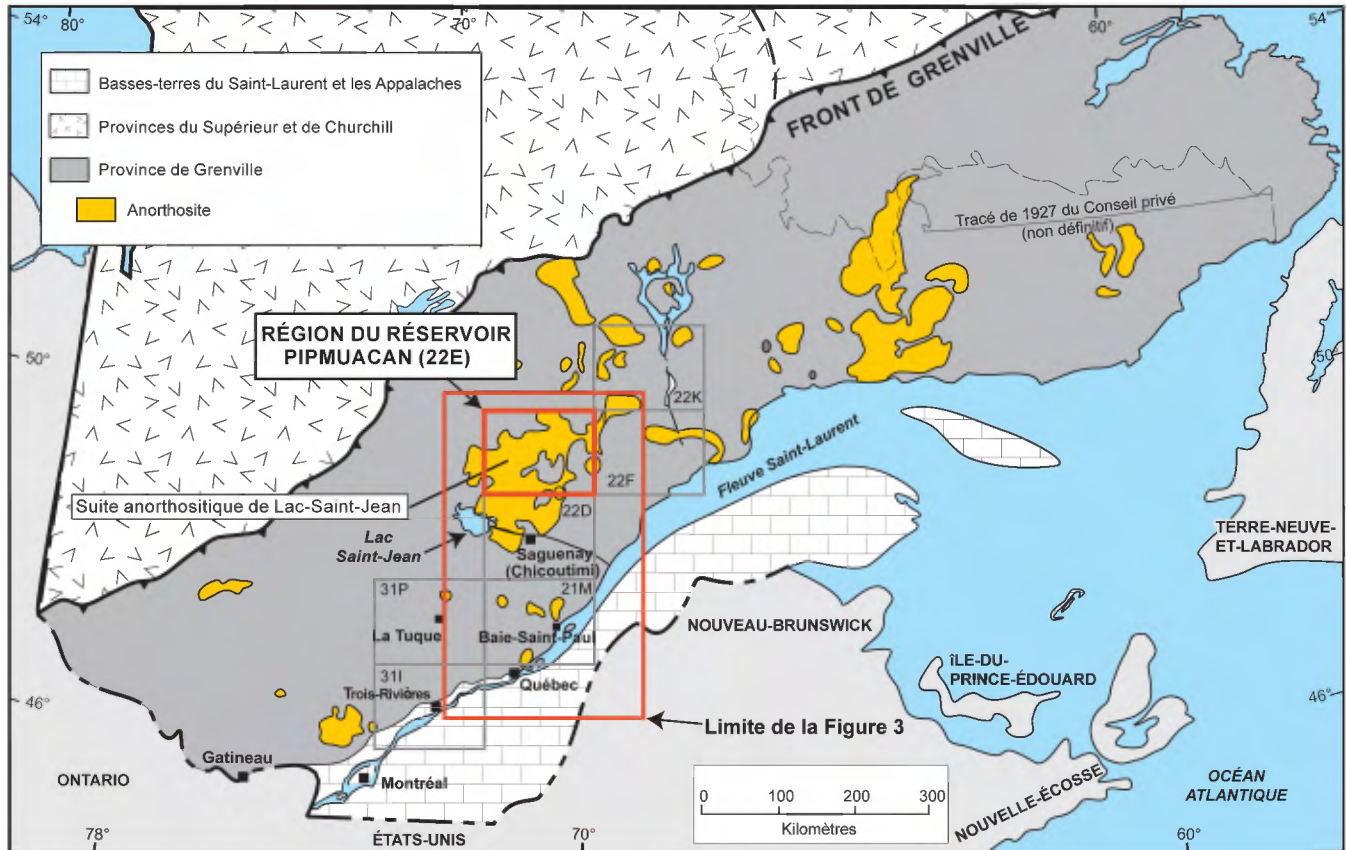 54°
80°
70°
60°
54°
Basses-terres du Saint-Laurent et les Appalaches
Provinces du Supérieur et de Churchill
Province de Grenville
Anorthosite
FRONT DE GRENVILLE
Tracé de 1927 du Conseil privé
(non définitif)
RÉGION DU RÉSERVOIR
PIPMUACAN (22E)
50°
50°
22K
22F
Fleuve Saint-Laurent
Suite anorthositique de Lac-Saint-Jean
22D
Lac
Saint-Jean
Saguenay
(Chicoutimi)
TERRE-NEUVE-
ET-LABRADOR
31P
21M
La Tuque
Baie-Saint-Paul
NOUVEAU-BRUNSWICK
ÎLE-DU-
PRINCE-ÉDOUARD
31I
Trois-Rivières
Québec
46°
46°
Limite de la Figure 3
Gatineau
ONTARIO
Montréal
0 100 200 300
Kilomètres
NOUVELLE-ÉCOSSE
OCÉAN
ATLANTIQUE
78°
ÉTATS-UNIS
70°
60°